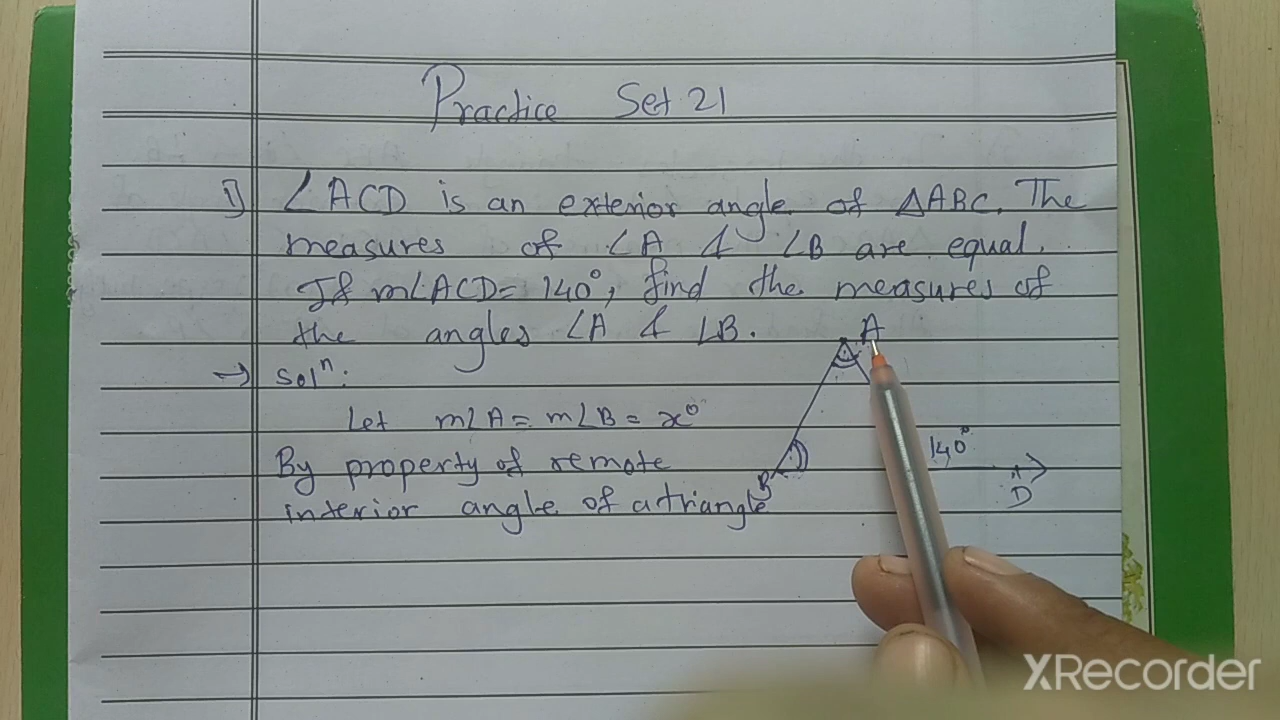 Practice Set 21
1) ∠ACD is an exterior angle of △ABC. The
measures of ∠A & ∠B are equal.
If m∠ACD = 140°, find the measures of
the angles ∠A & ∠B.
A
→ Solⁿ:
Let m∠A = m∠B = x°
140°
By property of remote
B
D
interior angle of a triangle
XRecorder